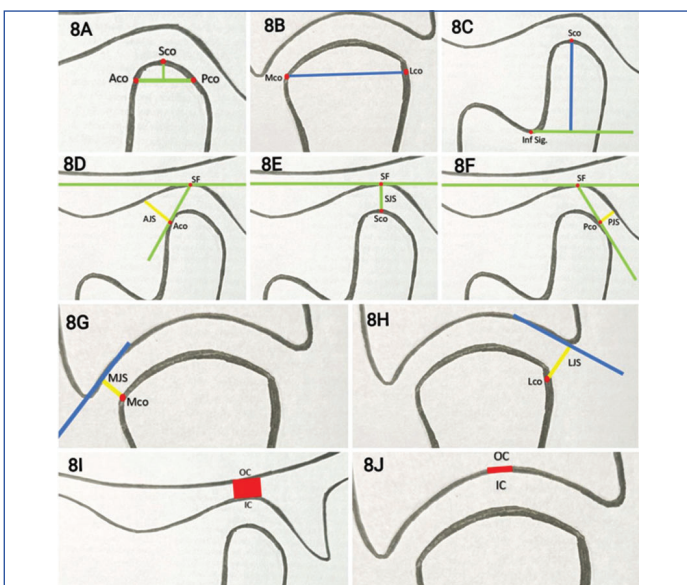 8A
Sco
Aco
Pco
8B
Mco
Lco
8C
Sco
Inf Sig.
8D
SF
AJS
Aco
8E
SF
SJS
Sco
8F
SF
Pco
PJS
8G
MJS
Mco
8H
LJS
Lco
8I
OC
IC
8J
OC
IC